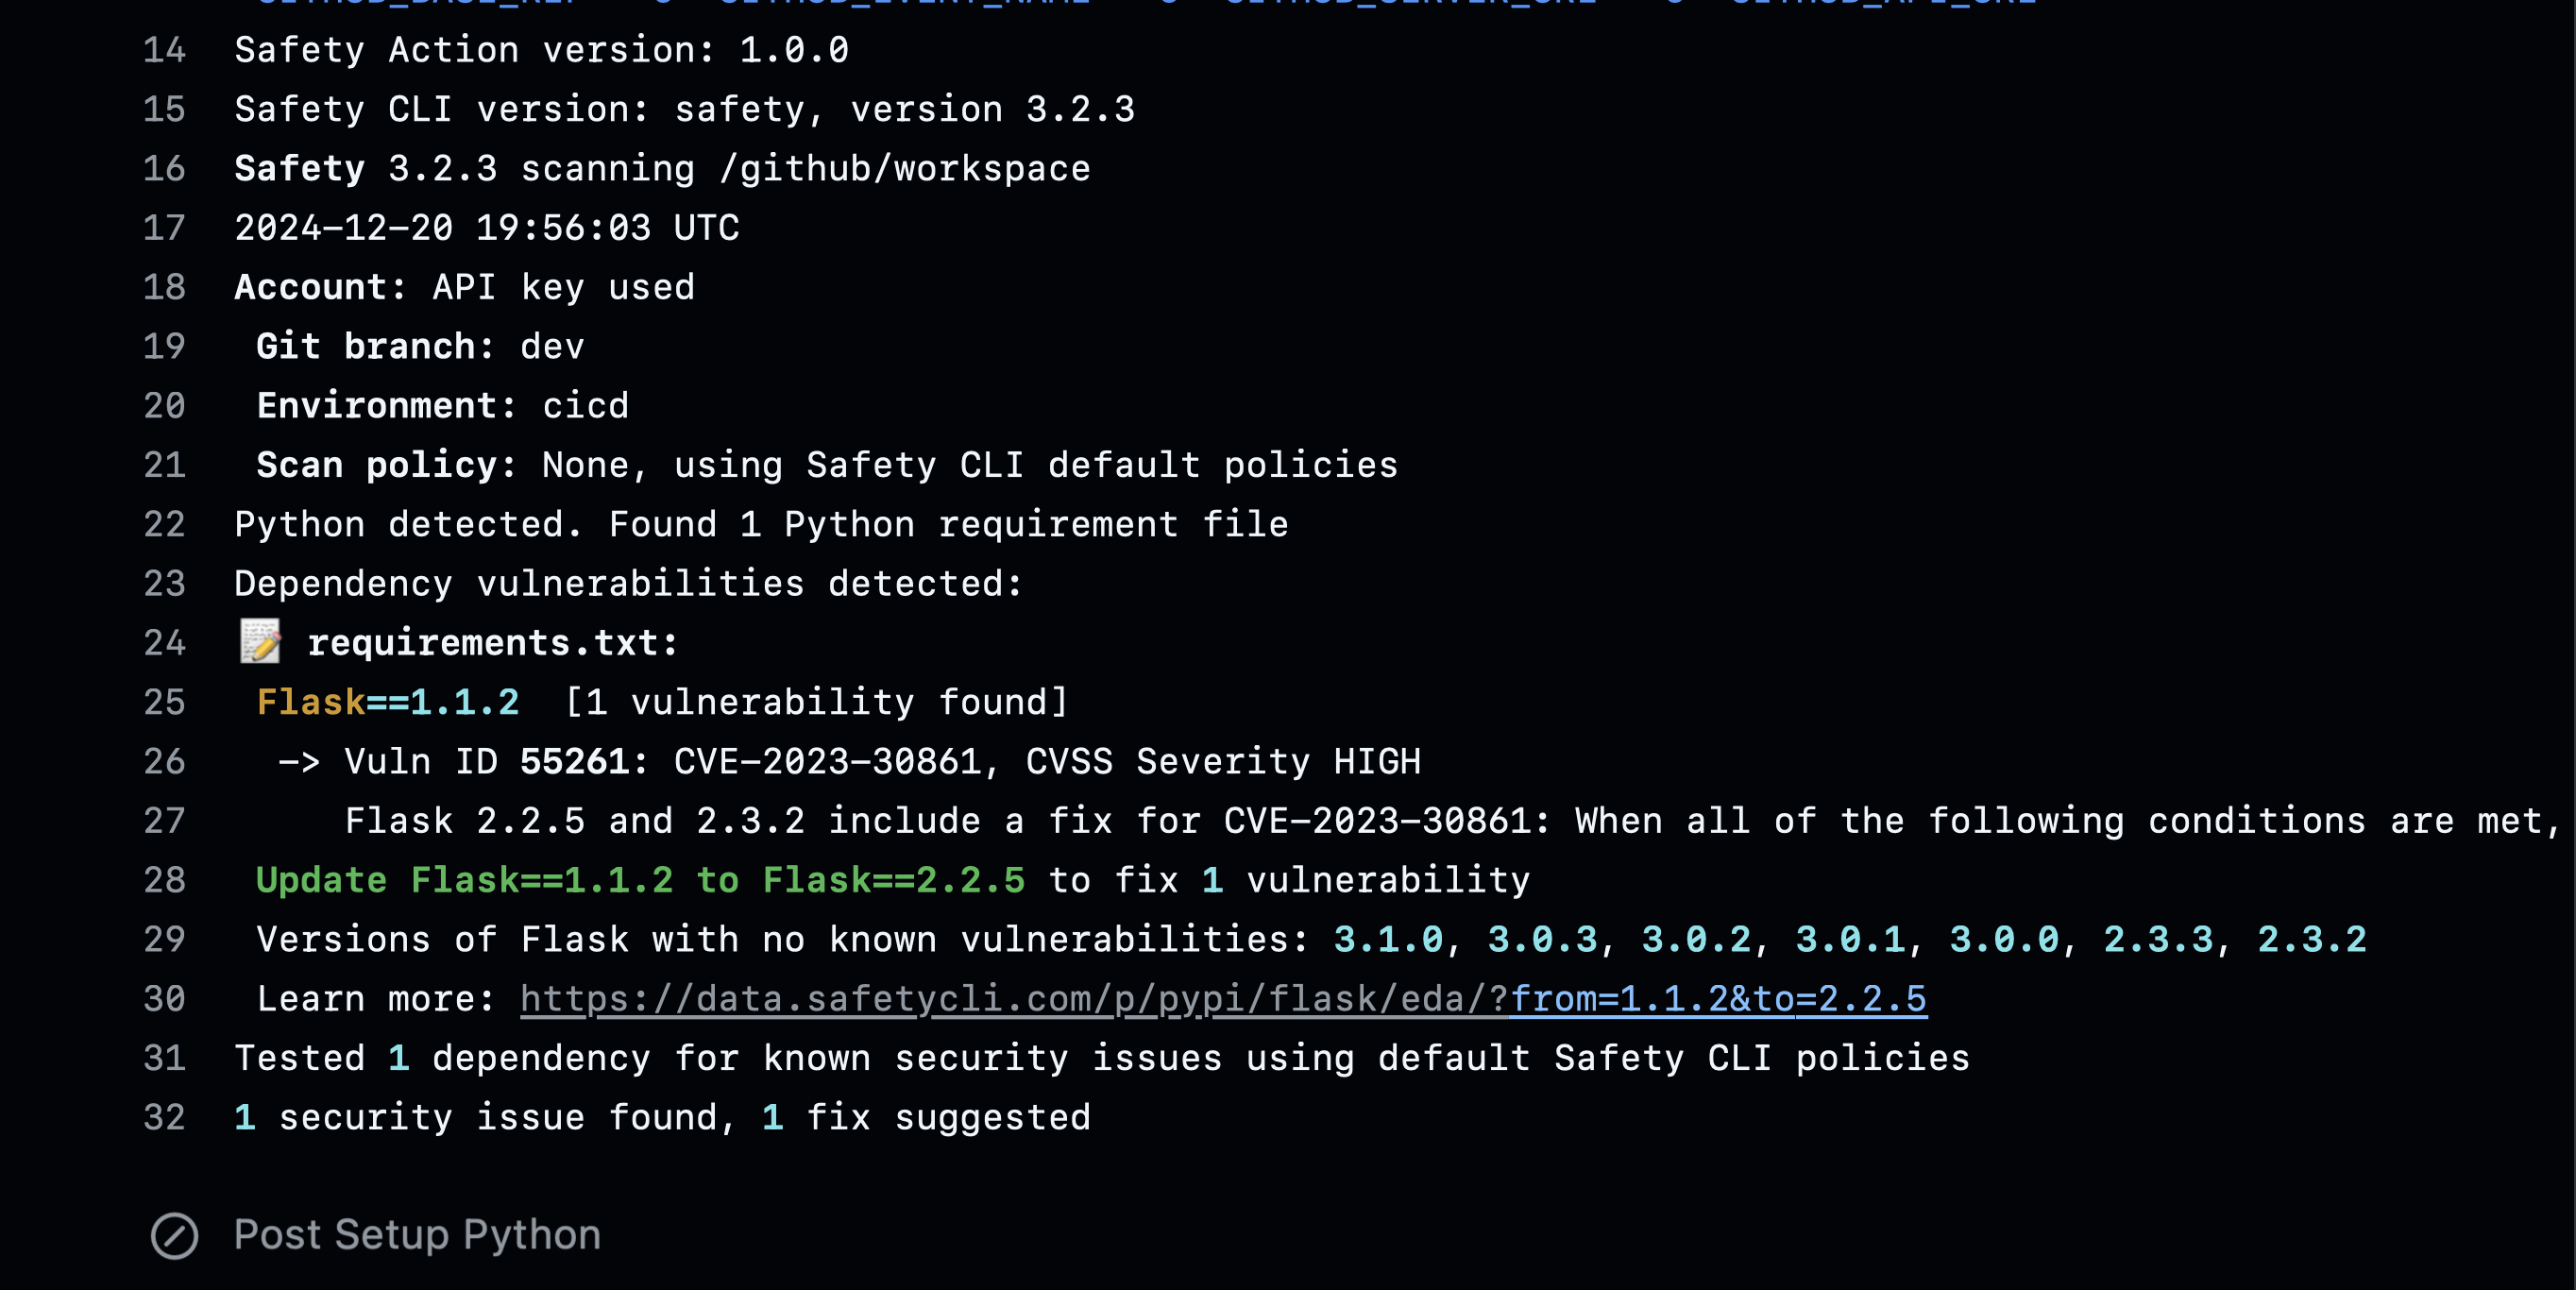 14 Safety Action version: 1.0.0
15 Safety CLI version: safety, version 3.2.3
16 Safety 3.2.3 scanning /github/workspace
17 2024-12-20 19:56:03 UTC
18 Account: API key used
19 Git branch: dev
20 Environment: cicd
21 Scan policy: None, using Safety CLI default policies
22 Python detected. Found 1 Python requirement file
23 Dependency vulnerabilities detected:
24 📝 requirements.txt:
25 Flask==1.1.2 [1 vulnerability found]
26 -> Vuln ID 55261: CVE-2023-30861, CVSS Severity HIGH
27 Flask 2.2.5 and 2.3.2 include a fix for CVE-2023-30861: When all of the following conditions are met,
28 Update Flask==1.1.2 to Flask==2.2.5 to fix 1 vulnerability
29 Versions of Flask with no known vulnerabilities: 3.1.0, 3.0.3, 3.0.2, 3.0.1, 3.0.0, 2.3.3, 2.3.2
30 Learn more: https://data.safetycli.com/p/pypi/flask/eda/?from=1.1.2&to=2.2.5
31 Tested 1 dependency for known security issues using default Safety CLI policies
32 1 security issue found, 1 fix suggested
Post Setup Python